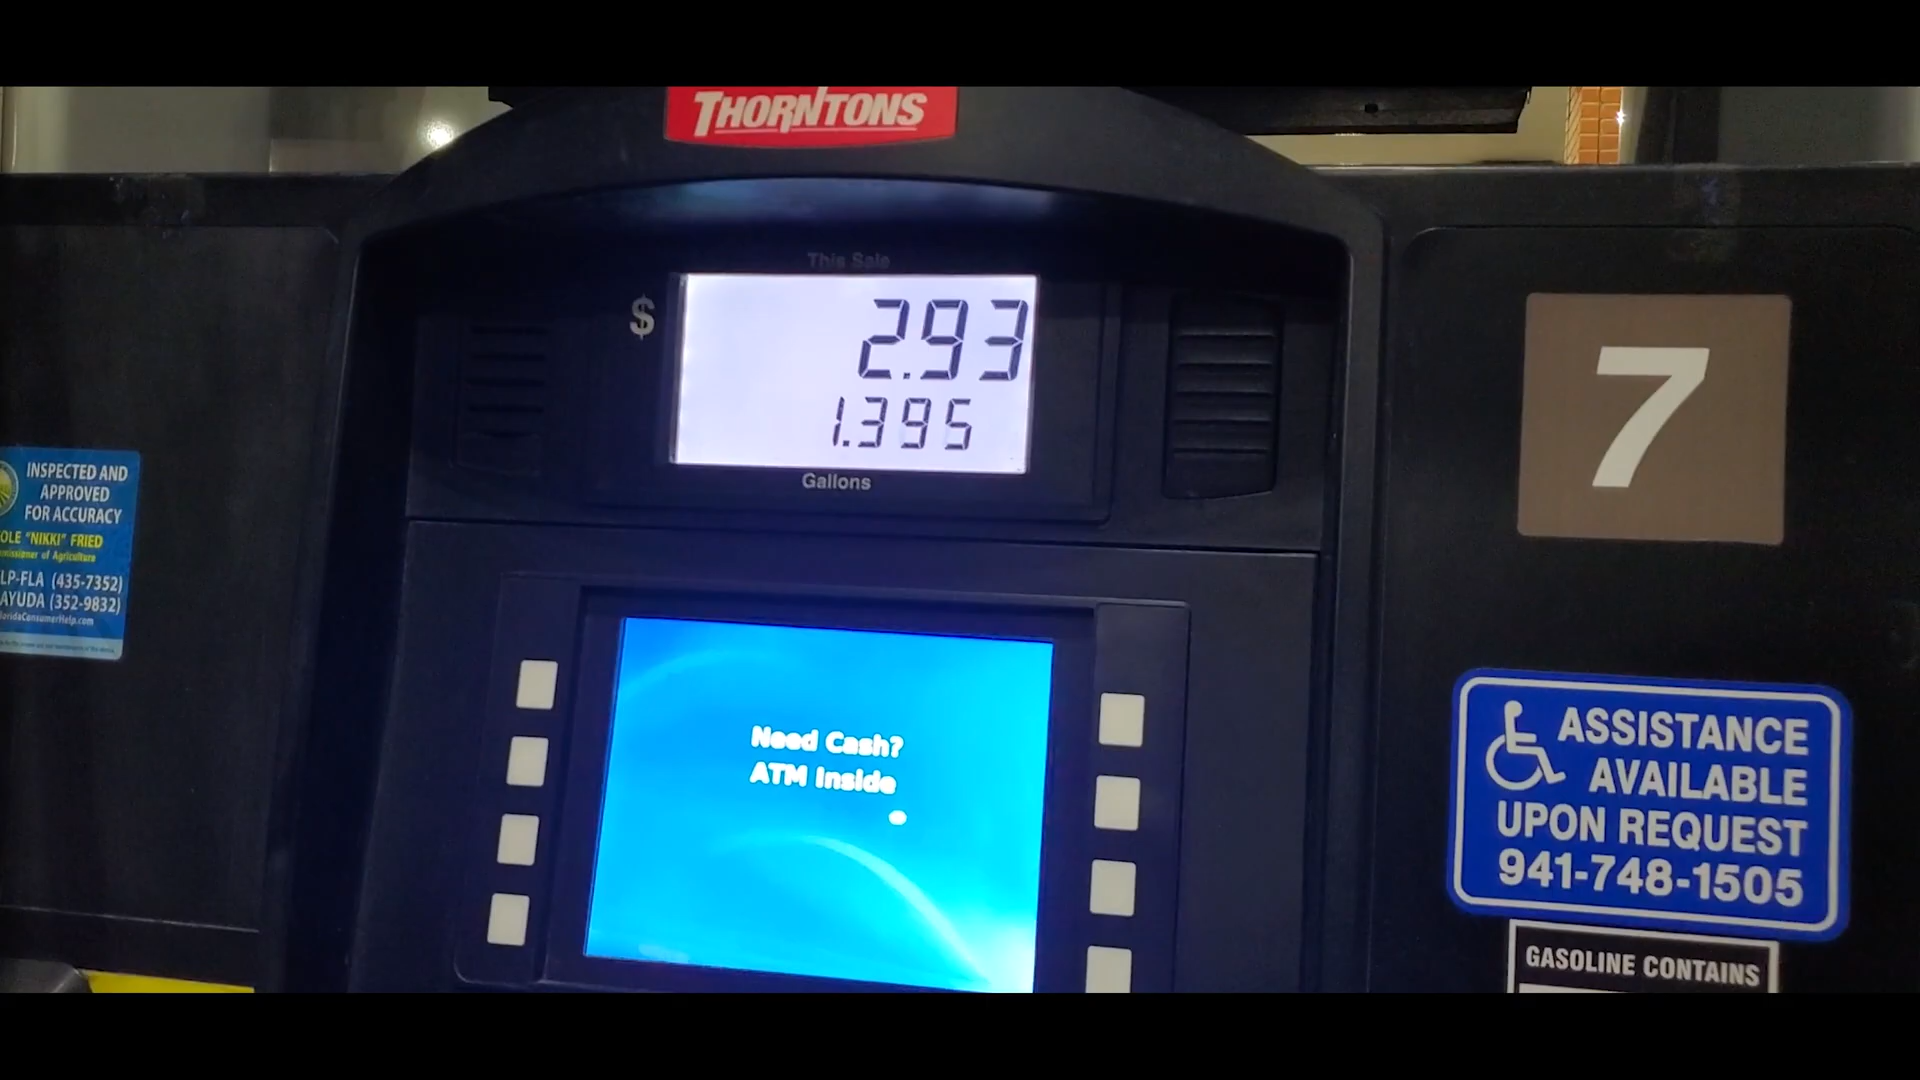 THORNTONS
This Sale
$ 2.93
1.395
Gallons
7
INSPECTED AND
APPROVED
FOR ACCURACY
OLE "NIKKI" FRIED
of Agriculture
LP-FLA (435-7352)
AYUDA (352-9832)
loridaConsumerHelp.com
Need Cash?
ATM Inside
ASSISTANCE
AVAILABLE
UPON REQUEST
941-748-1505
GASOLINE CONTAINS